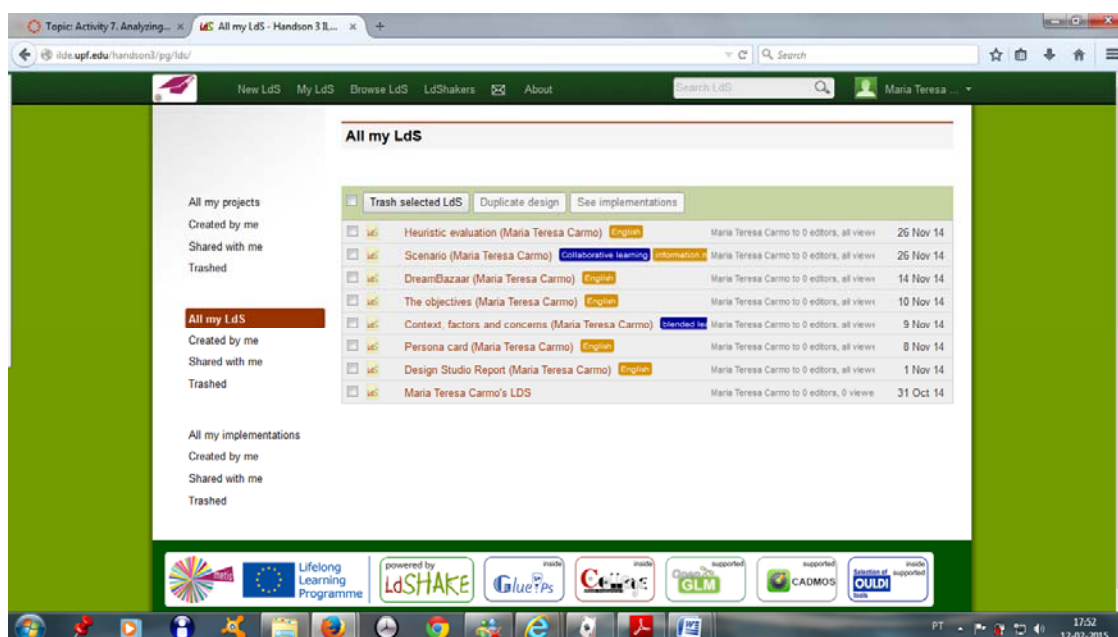 Topic: Activity 7. Analyzing...
All my LdS - Handson 3 IL...
ilde.upf.edu/handson3/pg/lds/
Search
New LdS My LdS Browse LdS LdShakers About
Search LdS
Maria Teresa ...
All my LdS
All my projects
Created by me
Shared with me
Trashed
All my LdS
Created by me
Shared with me
Trashed
All my implementations
Created by me
Shared with me
Trashed
Trash selected LdS Duplicate design See implementations
Heuristic evaluation (Maria Teresa Carmo) English Maria Teresa Carmo to 0 editors, all viewe 26 Nov 14
Scenario (Maria Teresa Carmo) Collaborative learning information Maria Teresa Carmo to 0 editors, all viewe 26 Nov 14
DreamBazaar (Maria Teresa Carmo) English Maria Teresa Carmo to 0 editors, all viewe 14 Nov 14
The objectives (Maria Teresa Carmo) English Maria Teresa Carmo to 0 editors, all viewe 10 Nov 14
Context, factors and concerns (Maria Teresa Carmo) blended lea Maria Teresa Carmo to 0 editors, all viewe 9 Nov 14
Persona card (Maria Teresa Carmo) English Maria Teresa Carmo to 0 editors, all viewe 8 Nov 14
Design Studio Report (Maria Teresa Carmo) English Maria Teresa Carmo to 0 editors, all viewe 1 Nov 14
Maria Teresa Carmo's LDS Maria Teresa Carmo to 0 editors, 0 viewe 31 Oct 14
metis
Lifelong
Learning
Programme
powered by
LdSHAKE
inside
Glue!Ps
inside
supported
GLM
supported
CADMOS
inside
Selection of supported
OULDI
tools
PT
17:52